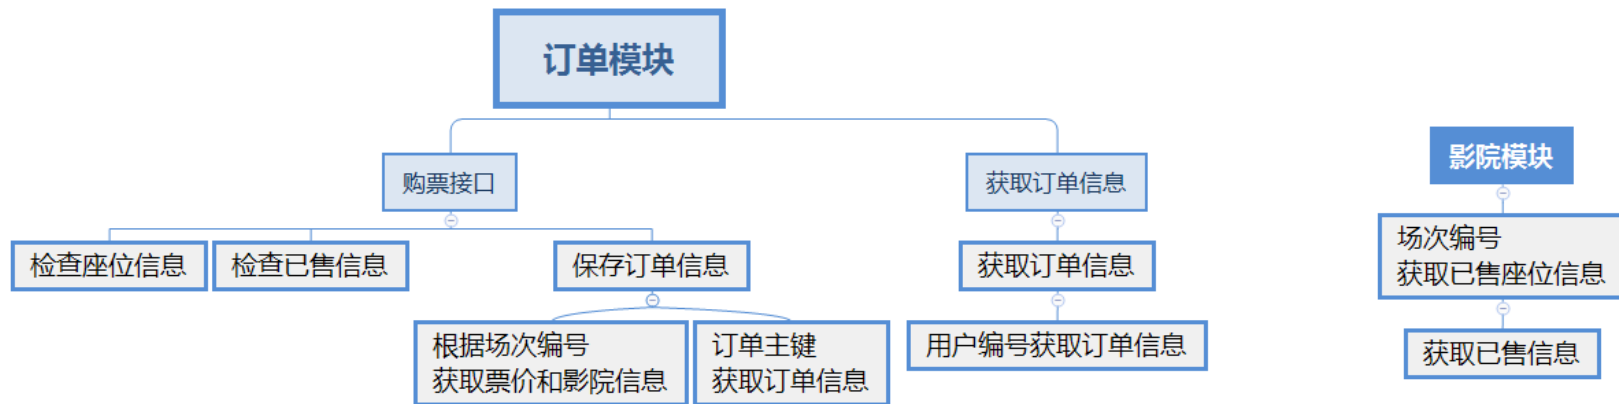 订单模块
影院模块
购票接口
获取订单信息
场次编号
获取已售座位信息
检查座位信息
检查已售信息
保存订单信息
获取订单信息
根据场次编号
获取票价和影院信息
订单主键
获取订单信息
用户编号获取订单信息
获取已售信息